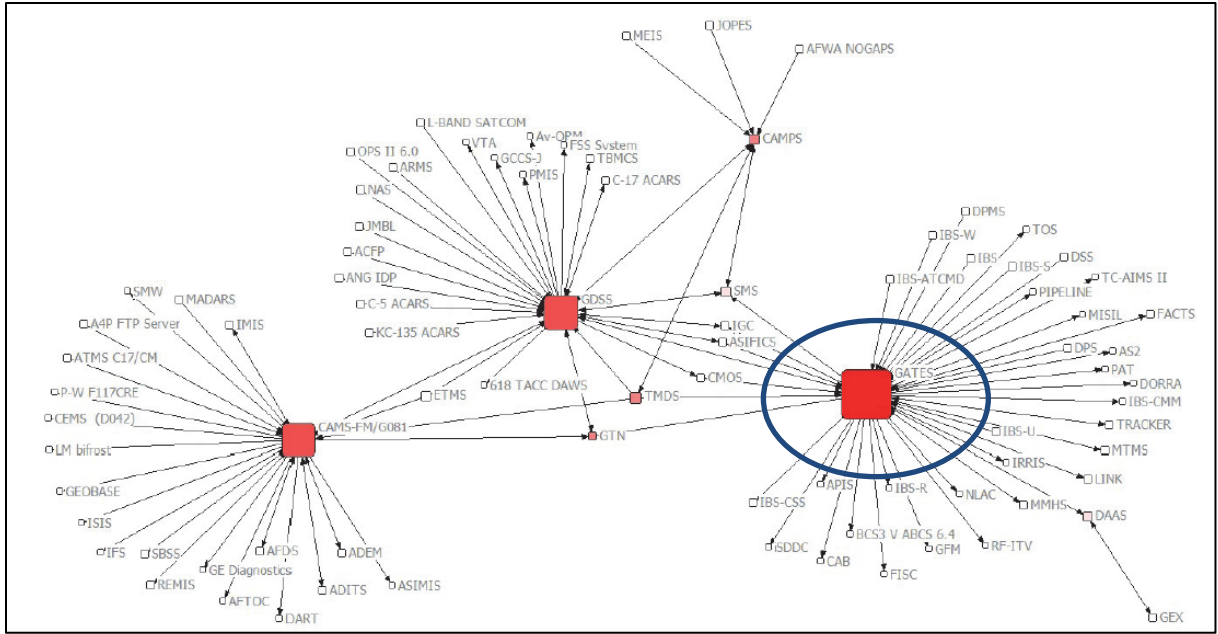 JOPES
MEIS
AFWA NOGAPS
CAMPS
L-BAND SATCOM
Av-ORM
VTA
FSS System
OPS II 6.0
GCCS-J
TBMCS
ARMS
PMIS
C-17 ACARS
NAS
JMBL
ACFP
ANG IDP
C-5 ACARS
KC-135 ACARS
GDSS
SMS
IGC
ASIFICS
CMOS
618 TACC DAWS
ETMS
TMDS
GTN
DPMS
IBS-W
TOS
IBS
IBS-S
DSS
IBS-ATCMD
TC-AIMS II
PIPELINE
MISIL
FACTS
DPS
AS2
GATES
PAT
DORRA
IBS-CMM
TRACKER
IBS-U
MTMS
IRRIS
LINK
APIS
IBS-R
NLAC
MMHS
IBS-CSS
DAAS
BCS3 V ABCS 6.4
SDDC
GFM
RF-ITV
CAB
FISC
GEX
SMW
MADARS
A4P FTP Server
IMIS
ATMS C17/CM
P-W F117CRE
CAMS-FM/G081
CEMS (D042)
LM bifrost
GEOBASE
ISIS
IFS
SBSS
AFDS
ADEM
GE Diagnostics
REMIS
ADITS
ASIMIS
AFTOC
DART